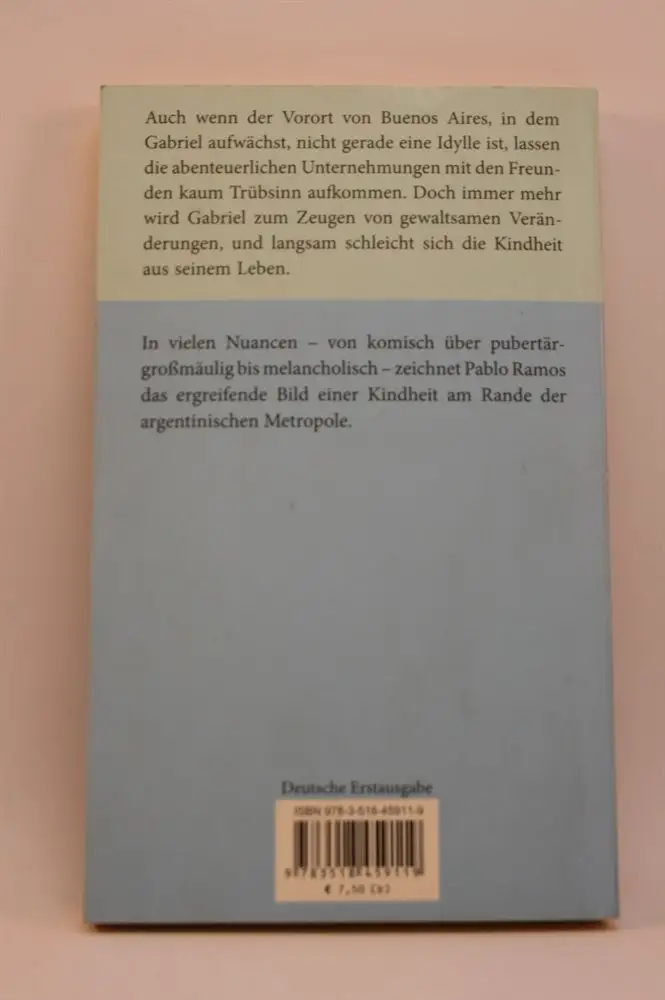 Auch wenn der Vorort von Buenos Aires, in dem
Gabriel aufwächst, nicht gerade eine Idylle ist, lassen
die abenteuerlichen Unternehmungen mit den Freun-
den kaum Trübsinn aufkommen. Doch immer mehr
wird Gabriel zum Zeugen von gewaltsamen Verän-
derungen, und langsam schleicht sich die Kindheit
aus seinem Leben.
In vielen Nuancen – von komisch über pubertär-
großmäulig bis melancholisch – zeichnet Pablo Ramos
das ergreifende Bild einer Kindheit am Rande der
argentinischen Metropole.
Deutsche Erstausgabe
ISBN 978-3-518-45911-9
9783518459119
€ 7,50 (D)